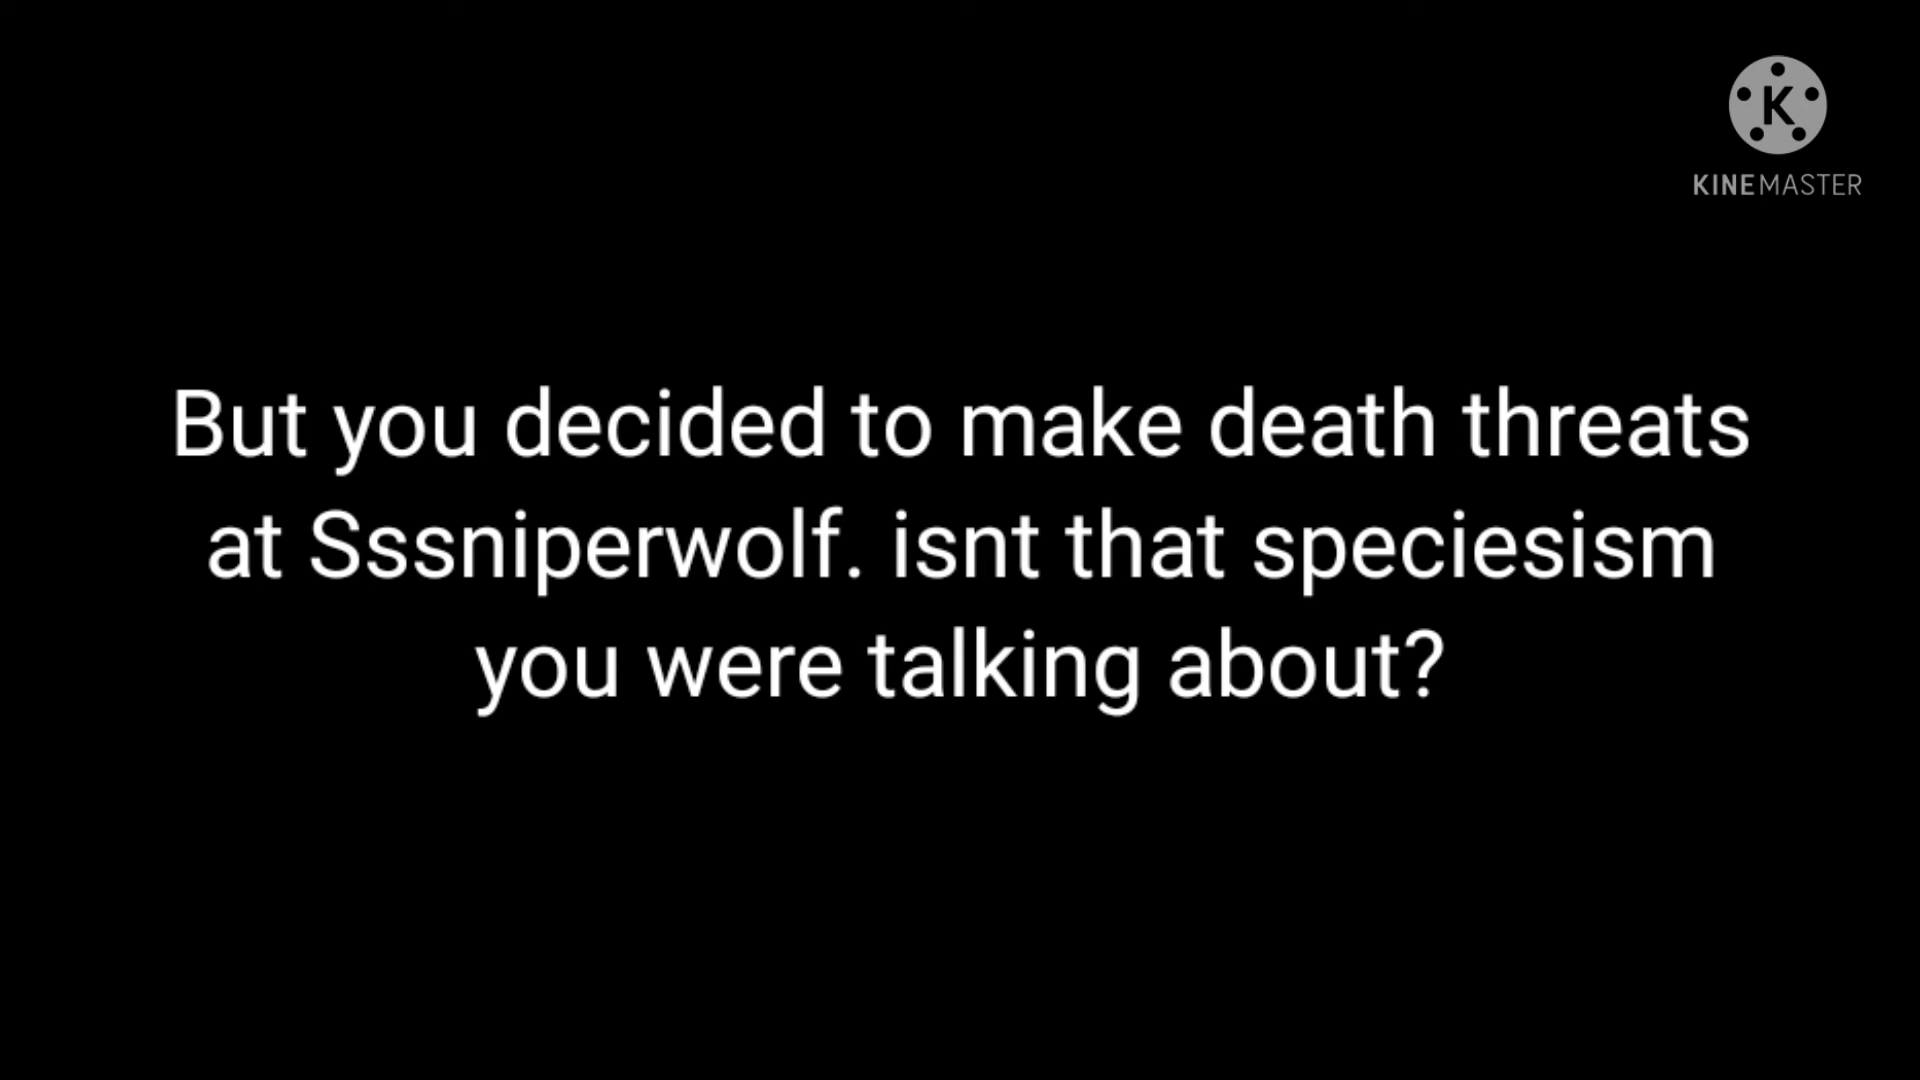 K
KINEMASTER
But you decided to make death threats
at Sssniperwolf. isnt that speciesism
you were talking about?